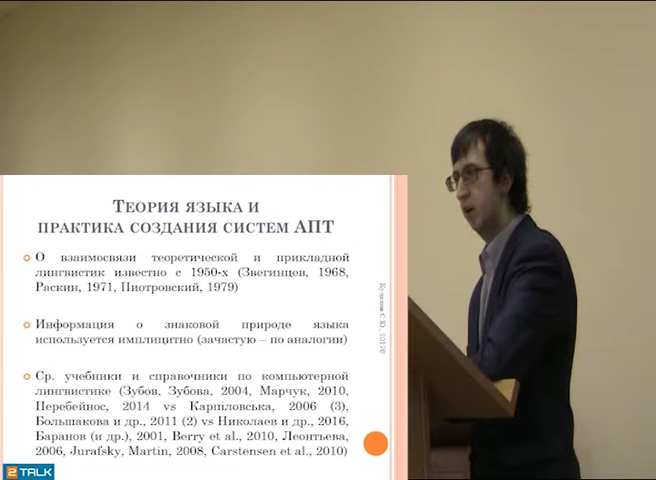 Теория языка и
практика создания систем АПТ
О взаимосвязи теоретической и прикладной
лингвистик известно с 1950-х (Звегинцев, 1968,
Раскин, 1971, Пиотровский, 1979)
Информация о знаковой природе языка
используется имплицитно (зачастую – по аналогии)
Ср. учебники и справочники по компьютерной
лингвистике (Зубов, Зубова, 2004, Марчук, 2010,
Перебейнос, 2014 vs Карпіловська, 2006 (3),
Большакова и др., 2011 (2) vs Николаев и др., 2016,
Баранов (и др.), 2001, Berry et al., 2010, Леонтьева,
2006, Jurafsky, Martin, 2008, Carstensen et al., 2010)
2 TALK